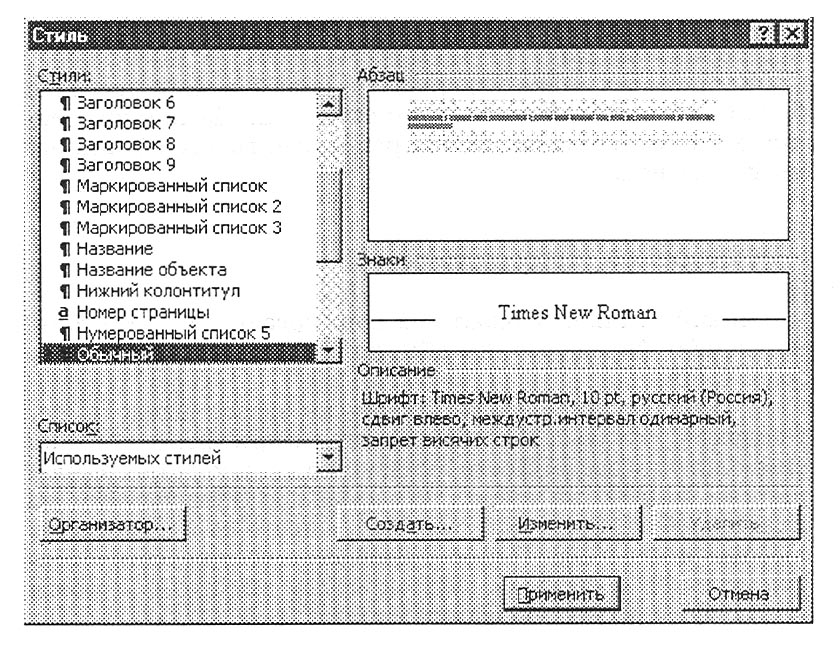 Стиль
Стили:
¶ Заголовок 6
¶ Заголовок 7
¶ Заголовок 8
¶ Заголовок 9
¶ Маркированный список
¶ Маркированный список 2
¶ Маркированный список 3
¶ Название
¶ Название объекта
¶ Нижний колонтитул
a Номер страницы
¶ Нумерованный список 5
Обычный
Список:
Используемых стилей
Абзац
Знаки
Times New Roman
Описание
Шрифт: Times New Roman, 10 pt, русский (Россия),
сдвиг влево, междустр.интервал одинарный,
запрет висячих строк
Организатор... Создать... Изменить... Удалить
Применить Отмена